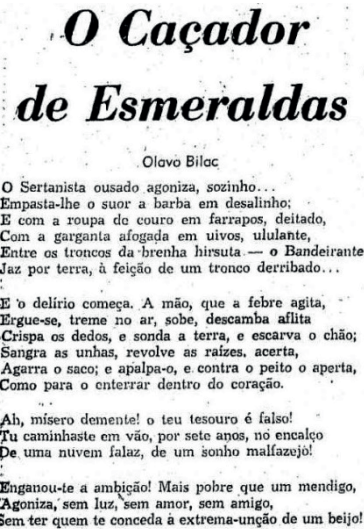 O Caçador
de Esmeraldas
Olavo Bilac
O Sertanista ousado agoniza, sozinho...
Empasta-lhe o suor a barba em desalinho;
E com a roupa de couro em farrapos, deitado,
Com a garganta afogada em uivos, ululante,
Entre os troncos da brenha hirsuta — o Bandeirante
Jaz por terra, à feição de um tronco derribado...
E o delírio começa. A mão, que a febre agita,
Ergue-se, treme no ar, sobe, descamba aflita
Crispa os dedos, e sonda a terra, e escarva o chão;
Sangra as unhas, revolve as raízes, acerta,
Agarra o saco; e apalpa-o, e contra o peito o aperta,
Como para o enterrar dentro do coração.
Ah, mísero demente! o teu tesouro é falso!
Tu caminhaste em vão, por sete anos, no encalço
De uma nuvem falaz, de um sonho malfazejo!
Enganou-te a ambição! Mais pobre que um mendigo,
Agoniza, sem luz, sem amor, sem amigo,
Sem ter quem te conceda à extrema-unção de um beijo!